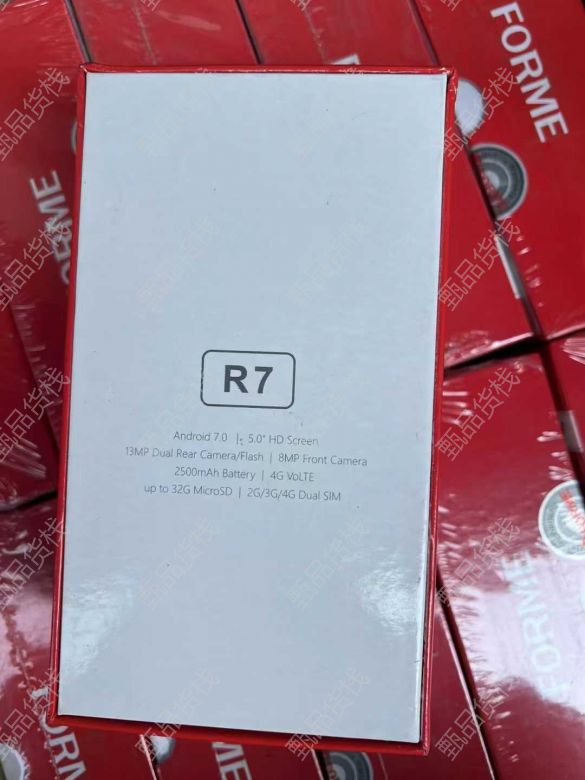 FORME
FORME
R7
Android 7.0 | 5.0" HD Screen
13MP Dual Rear Camera/Flash | 8MP Front Camera
2500mAh Battery | 4G VoLTE
up to 32G MicroSD | 2G/3G/4G Dual SIM
FORME
FORME
甄品货栈